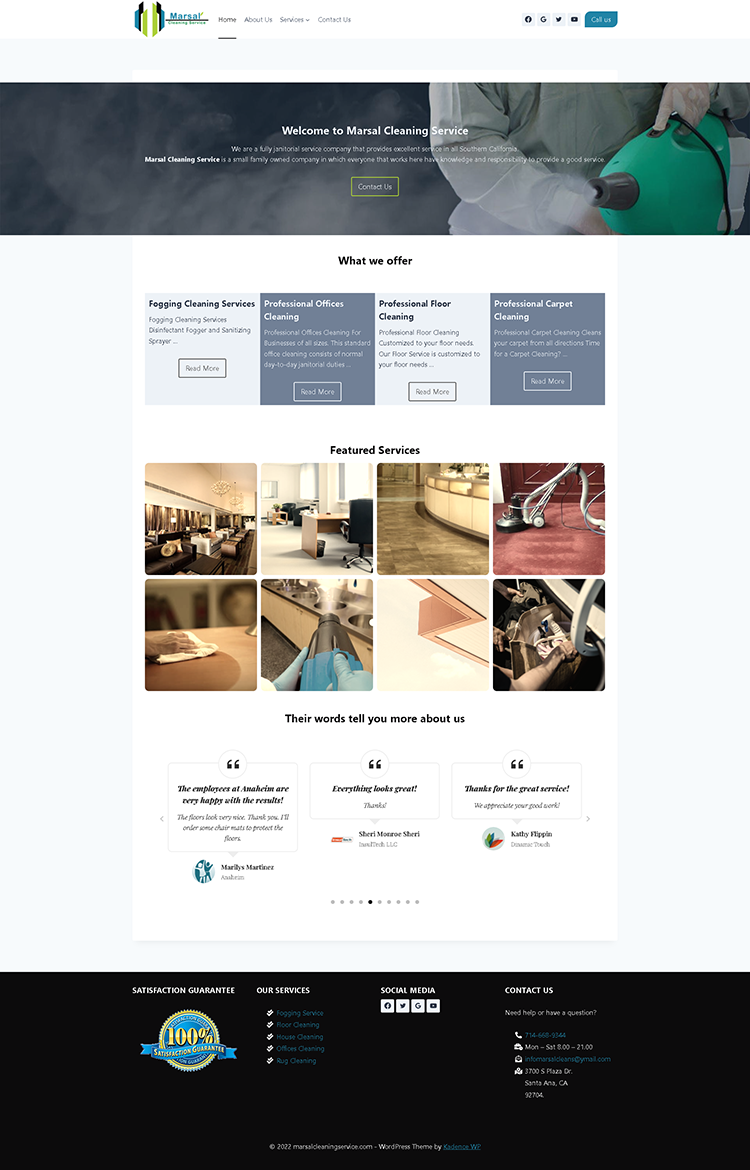 Marsal
Cleaning Service
Home
About Us
Services
Contact Us
Call us
Welcome to Marsal Cleaning Service
We are a fully janitorial service company that provides excellent service in all Southern California.
Marsal Cleaning Service is a small family owned company in which everyone that works here have knowledge and responsibility to provide a good service.
Contact Us
What we offer
Fogging Cleaning Services
Fogging Cleaning Services
Disinfectant Fogger and Sanitizing
Sprayer ...
Read More
Professional Offices
Cleaning
Professional Offices Cleaning For
Businesses of all sizes. This standard
office cleaning consists of normal
day-to-day janitorial duties ...
Read More
Professional Floor
Cleaning
Professional Floor Cleaning
Customized to your floor needs.
Our Floor Service is customized to
your floor needs ...
Read More
Professional Carpet
Cleaning
Professional Carpet Cleaning Cleans
your carpet from all directions Time
for a Carpet Cleaning? ...
Read More
Featured Services
Their words tell you more about us
The employees at Anaheim are
very happy with the results!
The floors look very nice. Thank you. I'll
order some chair mats to protect the
floors.
Marilys Martinez
Anaheim
Everything looks great!
Thanks!
Sheri Monroe Sheri
InredTech LLC
Thanks for the great service!
We appreciate your good work!
Kathy Flippin
Dinamic Touch
SATISFACTION GUARANTEE
100%
SATISFACTION GUARANTEE
OUR SERVICES
Fogging Service
Floor Cleaning
House Cleaning
Offices Cleaning
Rug Cleaning
SOCIAL MEDIA
CONTACT US
Need help or have a question?
714-668-9344
Mon – Sat 8.00 – 21.00
infomarsalcleans@ymail.com
3700 S Plaza Dr.
Santa Ana, CA
92704.
© 2022 marsalcleaningservice.com - WordPress Theme by Kadence WP